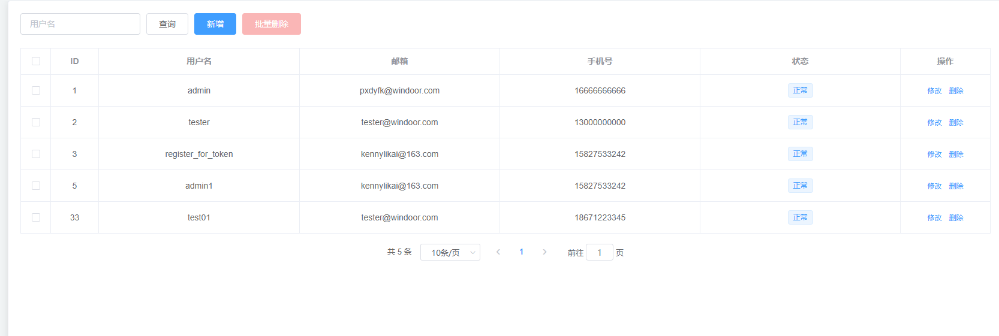 用户名 查询 新增 批量删除
ID 用户名 邮箱 手机号 状态 操作
1 admin pxdyfk@windoor.com 16666666666 正常 修改 删除
2 tester tester@windoor.com 13000000000 正常 修改 删除
3 register_for_token kennylikai@163.com 15827533242 正常 修改 删除
5 admin1 kennylikai@163.com 15827533242 正常 修改 删除
33 test01 tester@windoor.com 18671223345 正常 修改 删除
共 5 条 10条/页 1 前往 1 页